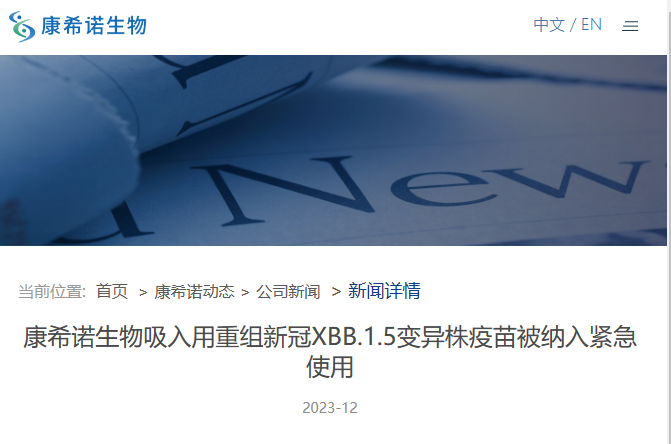 康希诺生物
中文 / EN
News
当前位置: 首页 > 康希诺动态 > 公司新闻 > 新闻详情
康希诺生物吸入用重组新冠XBB.1.5变异株疫苗被纳入紧急
使用
2023-12